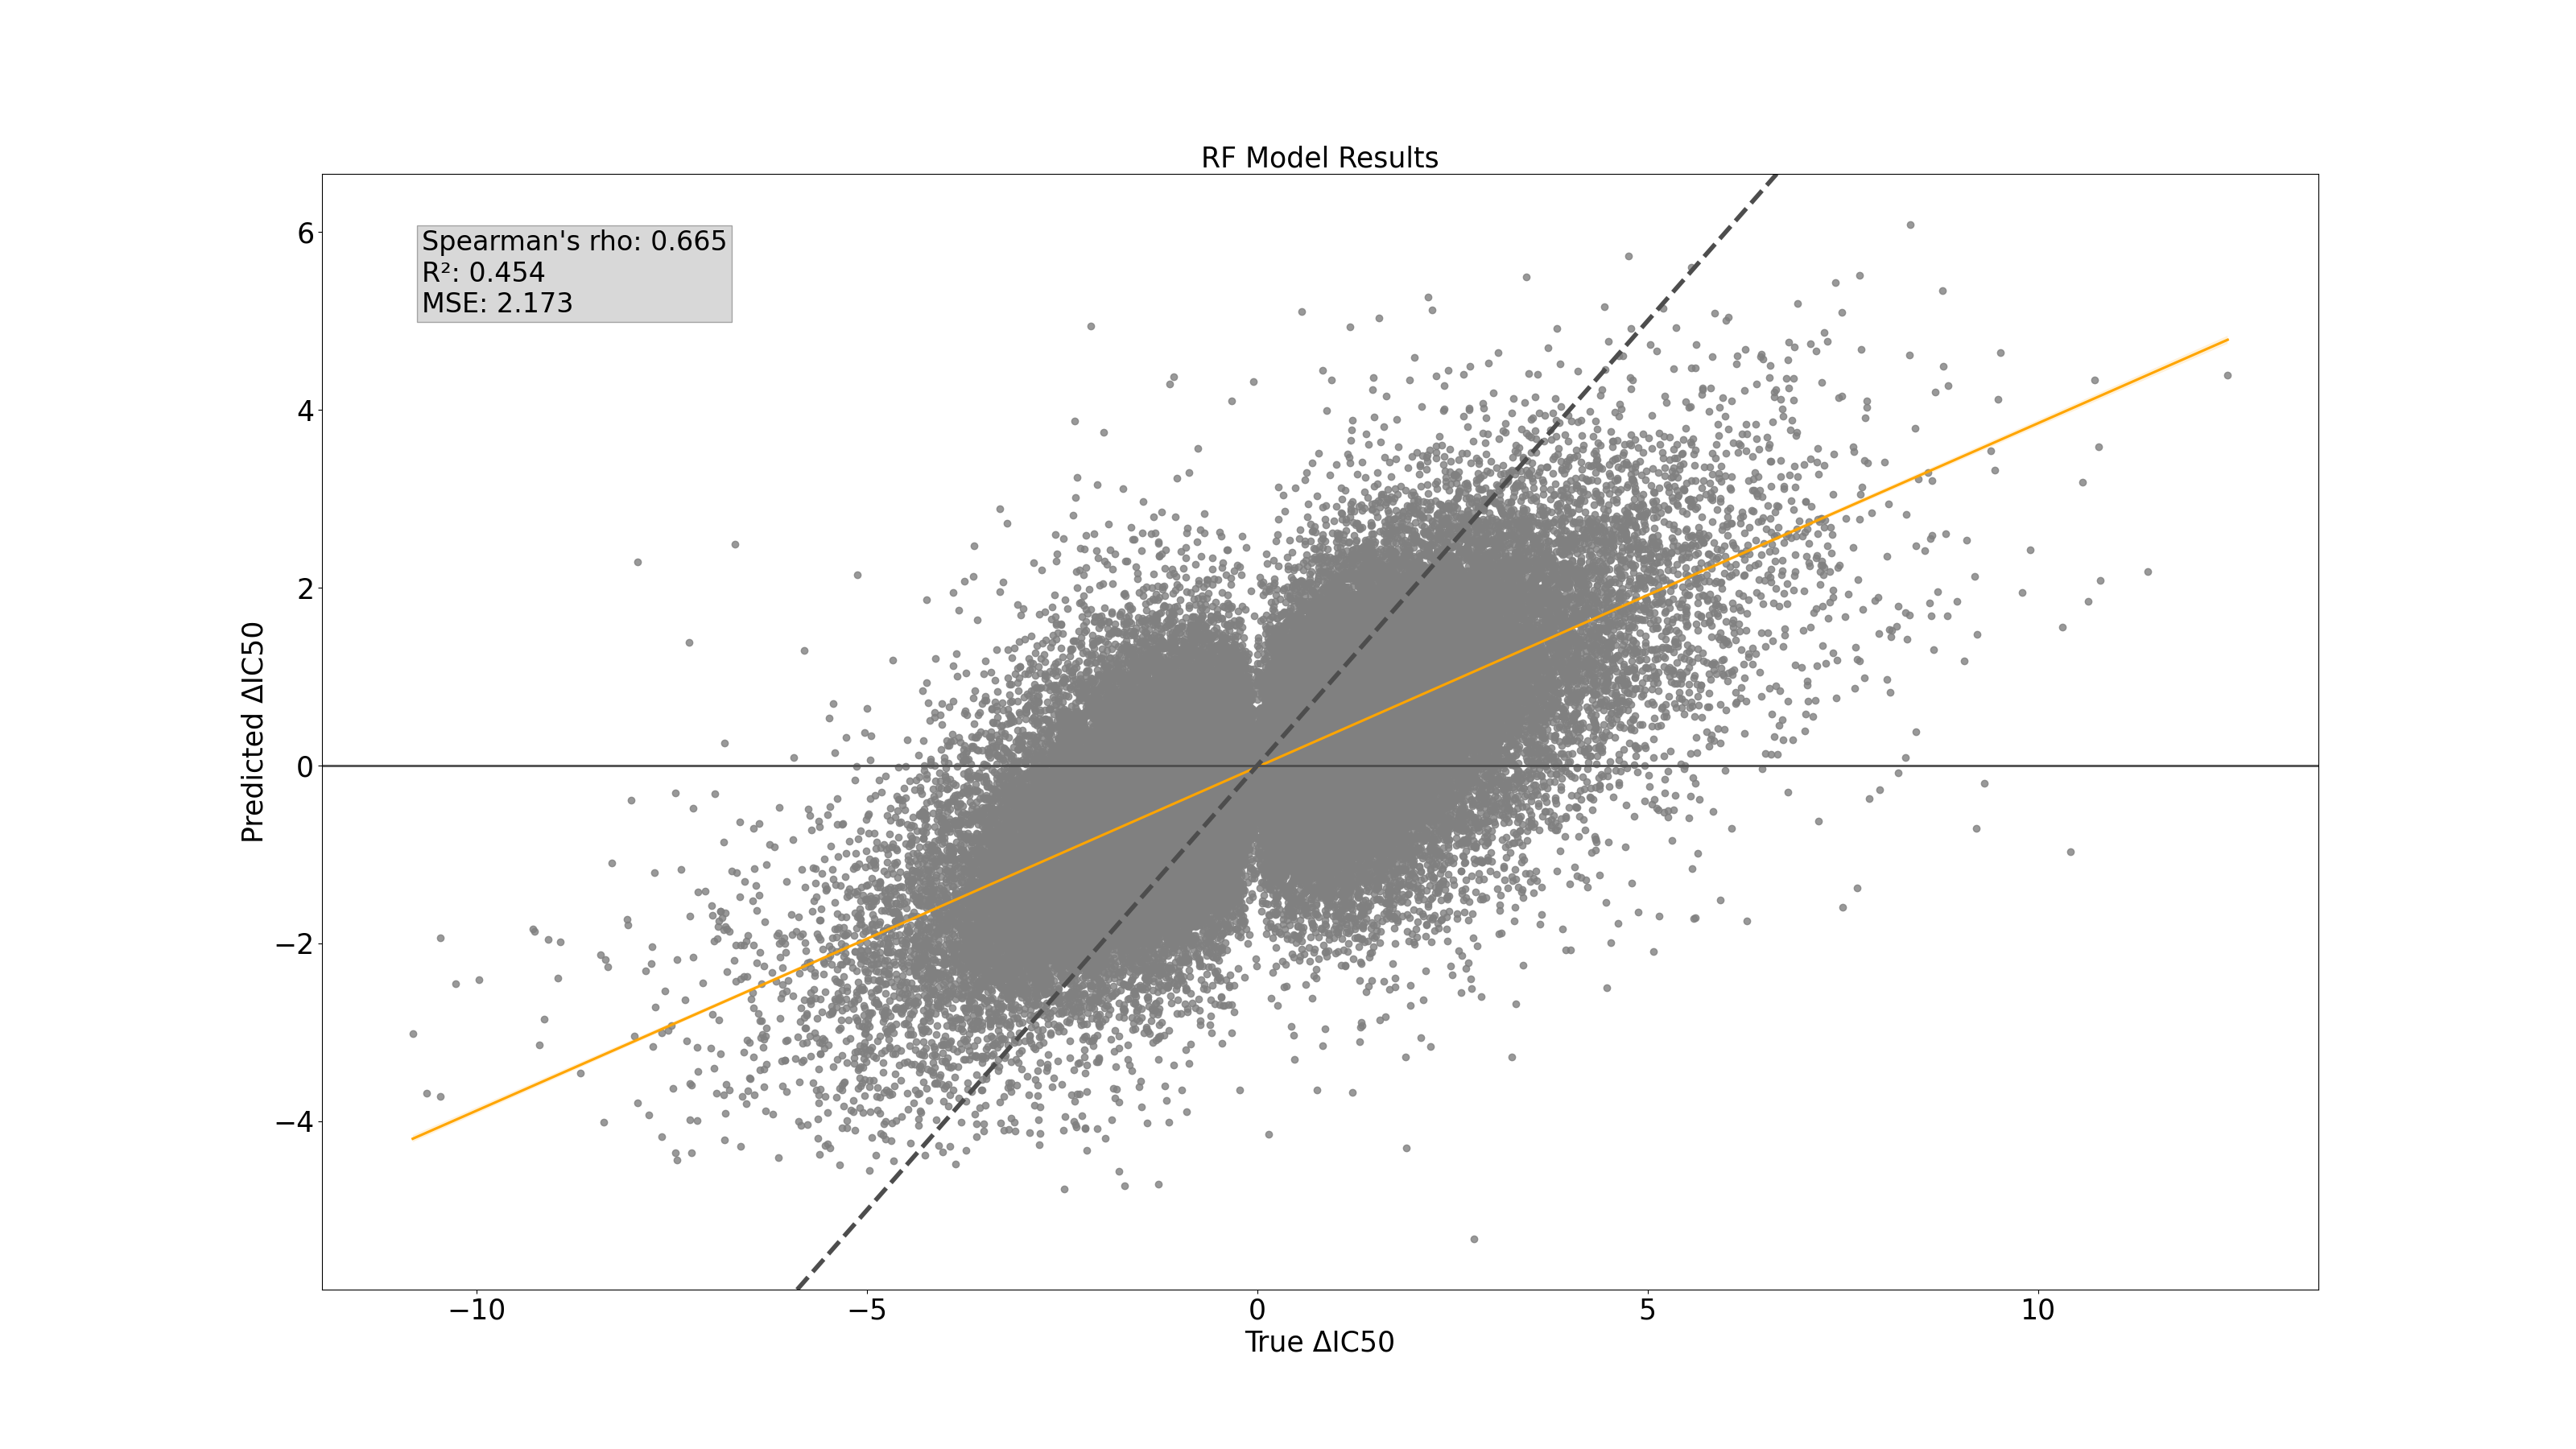 RF Model Results
Spearman's rho: 0.665
R²: 0.454
MSE: 2.173
6
4
2
0
−2
−4
Predicted ΔIC50
−10
−5
0
5
10
True ΔIC50